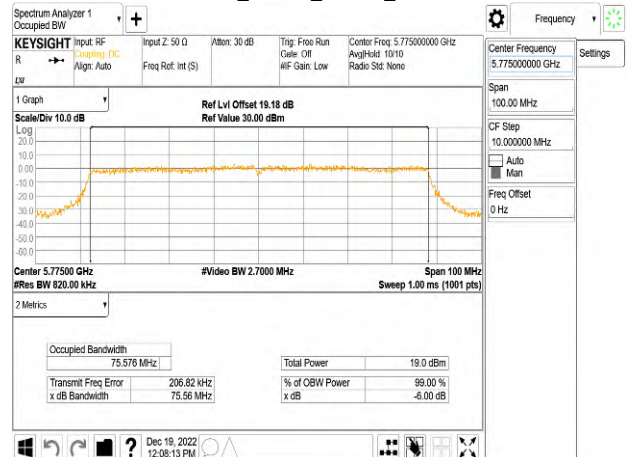 Spectrum Analyzer 1
Occupied BW
Frequency
KEYSIGHT
R
Input: RF
Coupling: DC
Align: Auto
Input Z: 50 Ω
Freq Ref: Int (S)
Atten: 30 dB
Trig: Free Run
Gate: Off
#IF Gain: Low
Center Freq: 5.775000000 GHz
Avg|Hold: 10/10
Radio Std: None
Center Frequency
5.775000000 GHz
Settings
Span
100.00 MHz
CF Step
10.000000 MHz
Auto
Man
Freq Offset
0 Hz
1 Graph
Scale/Div 10.0 dB
Ref Lvl Offset 19.18 dB
Ref Value 30.00 dBm
Log
20.0
10.0
0.00
-10.0
-20.0
-30.0
-40.0
-50.0
-60.0
Center 5.77500 GHz
#Res BW 820.00 kHz
#Video BW 2.7000 MHz
Span 100 MHz
Sweep 1.00 ms (1001 pts)
2 Metrics
Occupied Bandwidth
75.576 MHz
Total Power 19.0 dBm
Transmit Freq Error 206.82 kHz
% of OBW Power 99.00 %
x dB Bandwidth 75.56 MHz
x dB -6.00 dB
?
Dec 19, 2022
12:08:13 PM